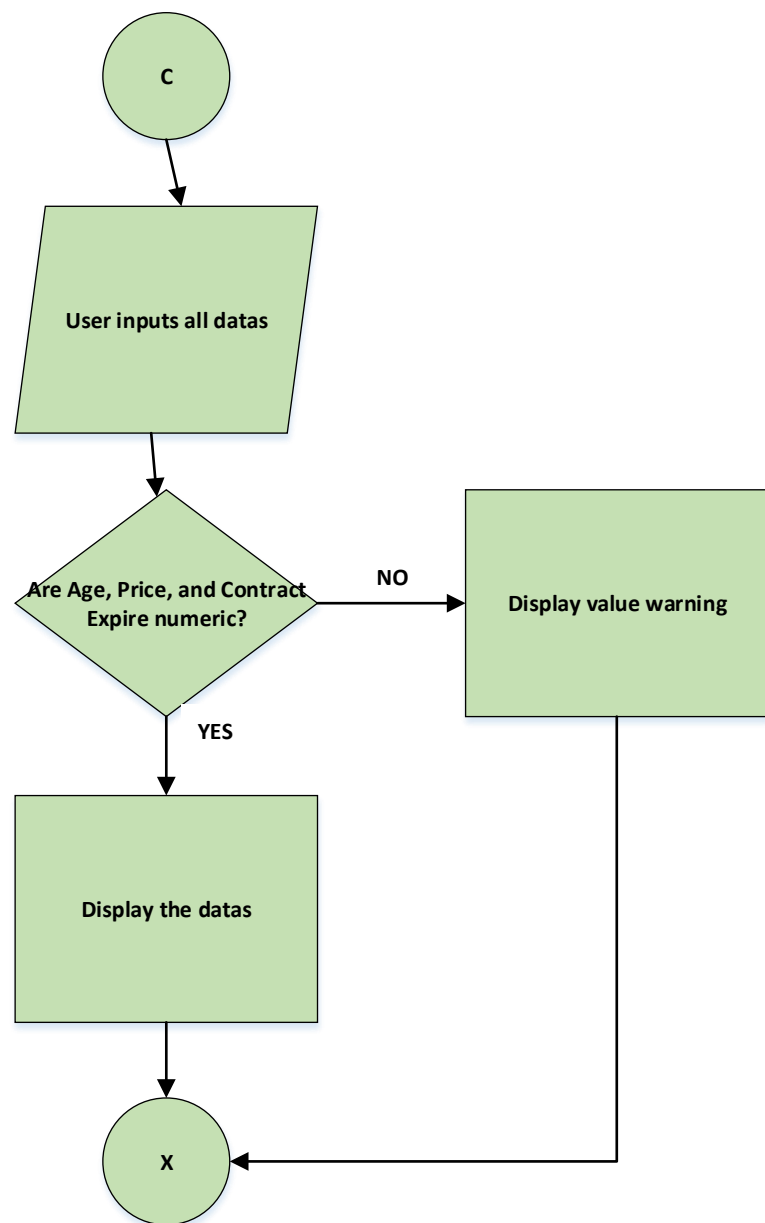 C
User inputs all datas
Are Age, Price, and Contract
Expire numeric?
NO
Display value warning
YES
Display the datas
X